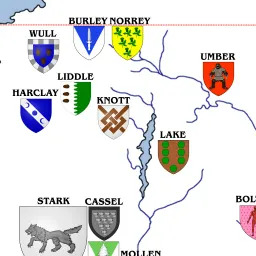 BURLEY NORREY
WULL
UMBER
LIDDLE
HARCLAY
KNOTT
LAKE
STARK CASSEL
BOL
MOLLEN